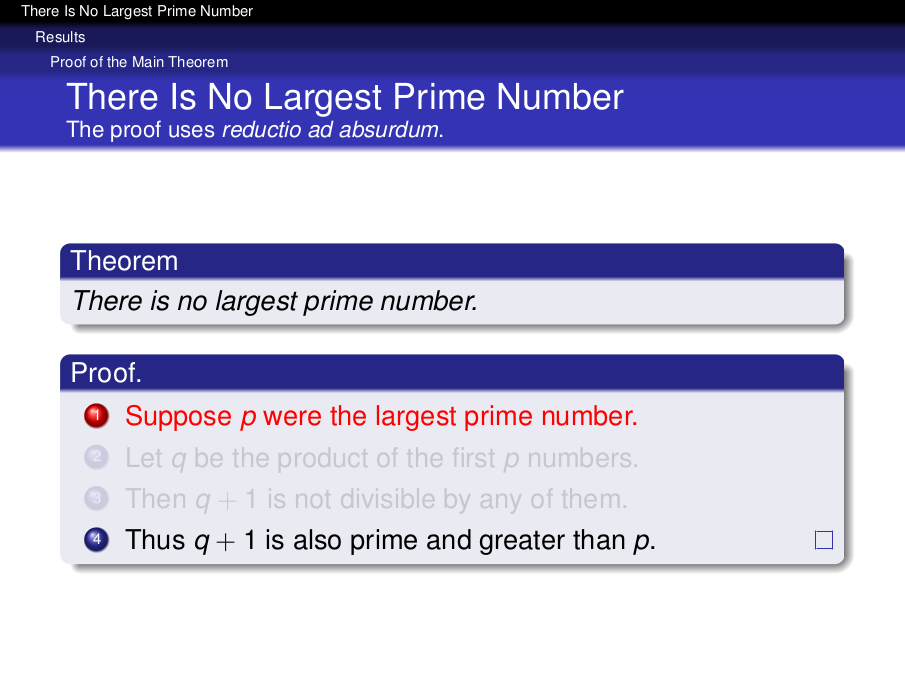 There Is No Largest Prime Number
Results
Proof of the Main Theorem
There Is No Largest Prime Number
The proof uses reductio ad absurdum.
Theorem
There is no largest prime number.
Proof.
1 Suppose p were the largest prime number.
2 Let q be the product of the first p numbers.
3 Then q + 1 is not divisible by any of them.
4 Thus q + 1 is also prime and greater than p. □